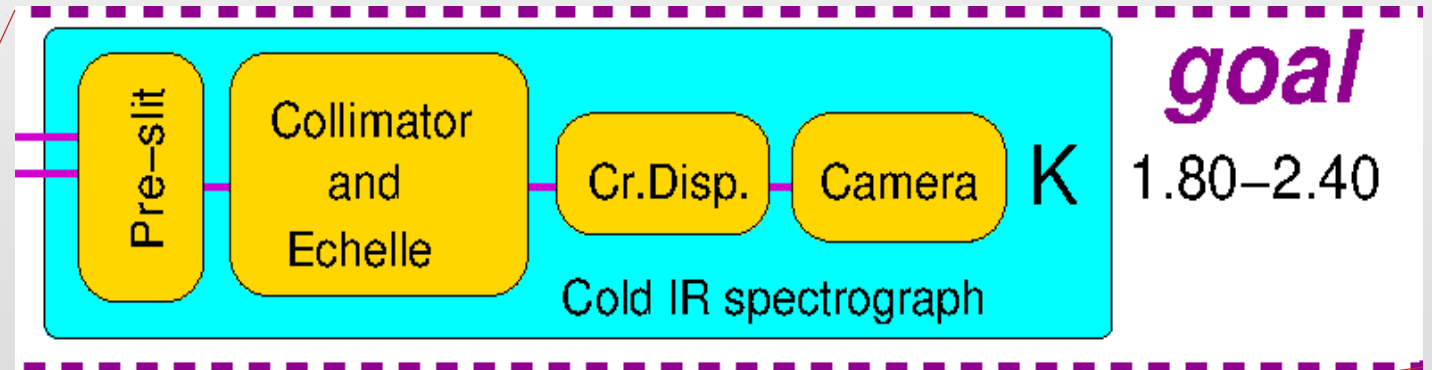 Pre–slit
Collimator
and
Echelle
Cr.Disp.
Camera
K
Cold IR spectrograph
goal
1.80–2.40